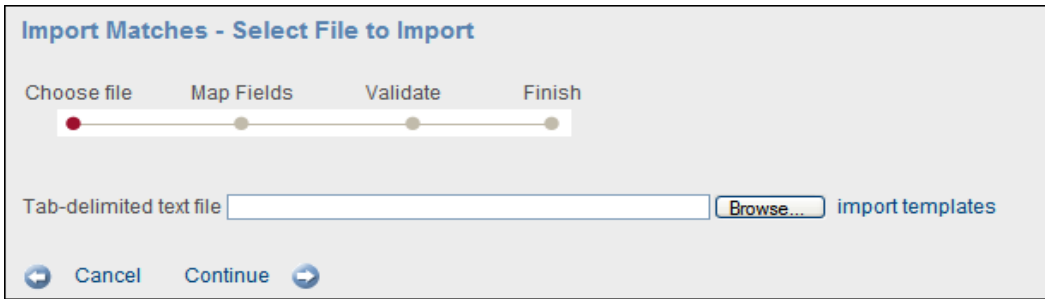 Import Matches - Select File to Import
Choose file Map Fields Validate Finish
Tab-delimited text file Browse... import templates
Cancel Continue